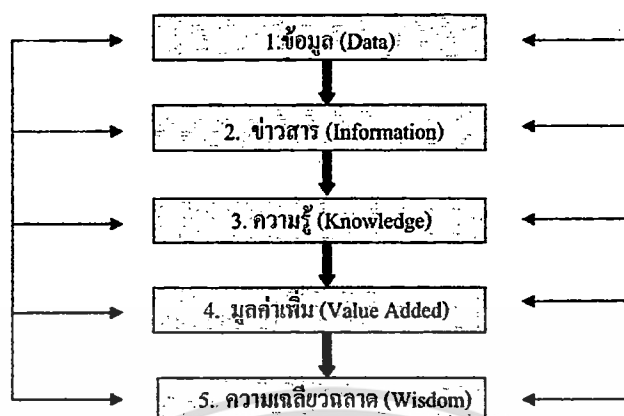 1.ข้อมูล (Data)
2. ข่าวสาร (Information)
3. ความรู้ (Knowledge)
4. มูลค่าเพิ่ม (Value Added)
5. ความเฉลียวฉลาด (Wisdom)